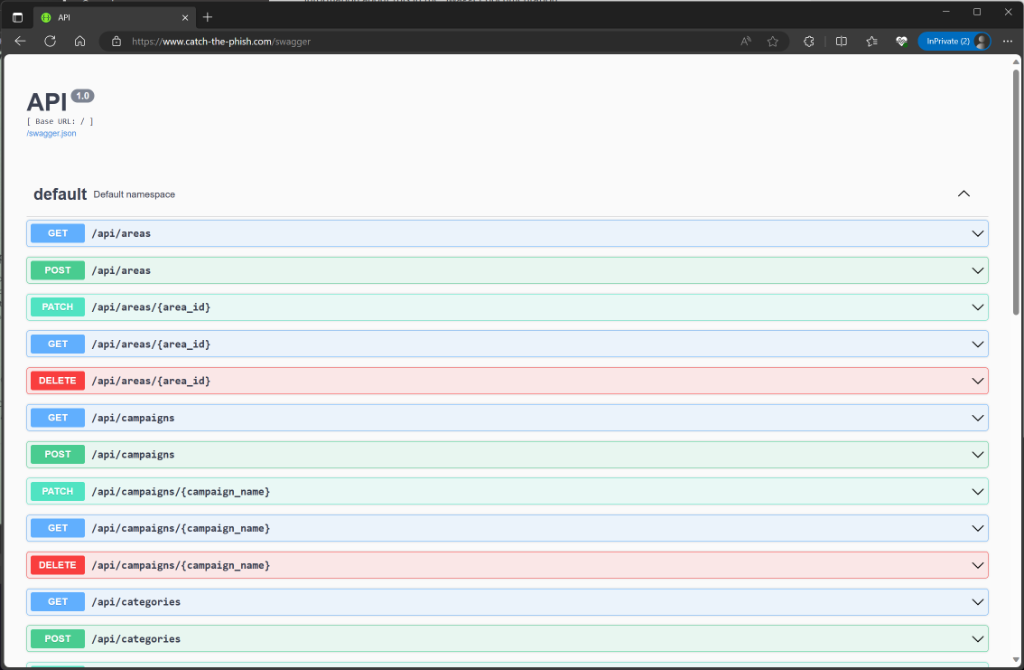 API
https://www.catch-the-phish.com/swagger
InPrivate (2)
API 1.0
[ Base URL: / ]
/swagger.json
default Default namespace
GET /api/areas
POST /api/areas
PATCH /api/areas/{area_id}
GET /api/areas/{area_id}
DELETE /api/areas/{area_id}
GET /api/campaigns
POST /api/campaigns
PATCH /api/campaigns/{campaign_name}
GET /api/campaigns/{campaign_name}
DELETE /api/campaigns/{campaign_name}
GET /api/categories
POST /api/categories